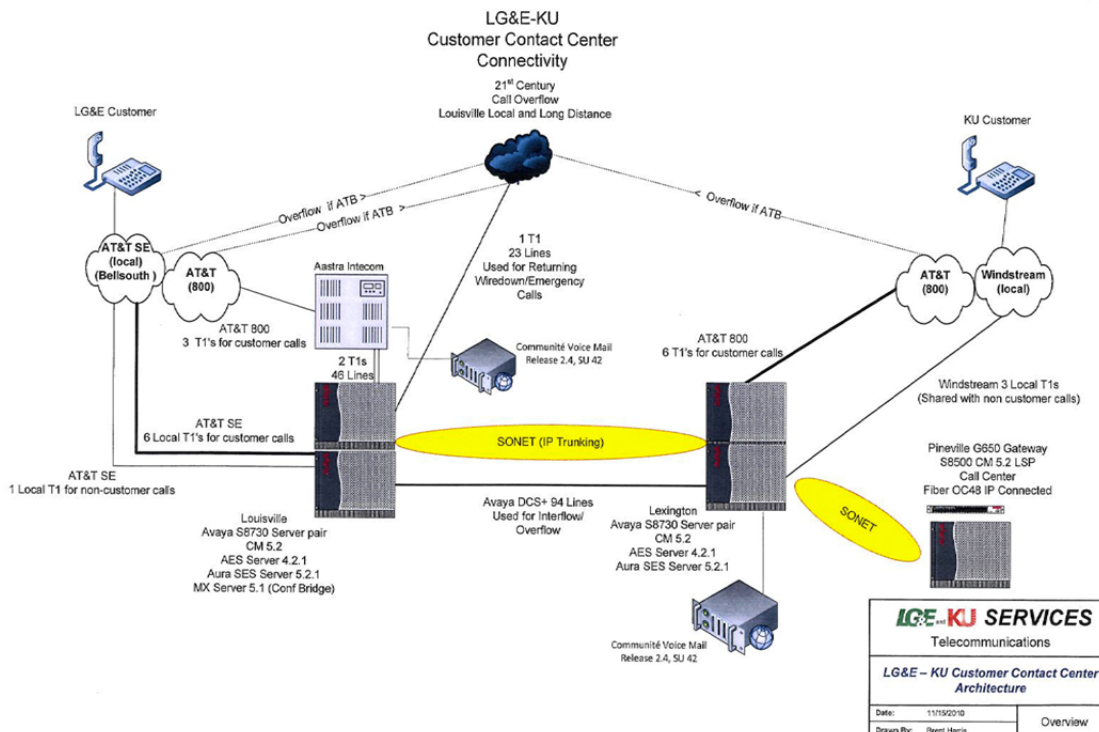 LG&E-KU
Customer Contact Center
Connectivity
21st Century
Call Overflow
Louisville Local and Long Distance
LG&E Customer
KU Customer
Overflow if ATB >
Overflow if ATB >
< Overflow if ATB
AT&T SE
(local)
(Bellsouth )
AT&T
(800)
Aastra Intecom
1 T1
23 Lines
Used for Returning
Wiredown/Emergency
Calls
AT&T
(800)
Windstream
(local)
AT&T 800
3 T1's for customer calls
2 T1s
46 Lines
Communité Voice Mail
Release 2.4, SU 42
AT&T 800
6 T1's for customer calls
Windstream 3 Local T1s
(Shared with non customer calls)
AT&T SE
6 Local T1's for customer calls
SONET (IP Trunking)
AT&T SE
1 Local T1 for non-customer calls
Avaya DCS+ 94 Lines
Used for Interflow/
Overflow
Pineville G650 Gateway
S8500 CM 5.2 LSP
Call Center
Fiber OC48 IP Connected
SONET
Louisville
Avaya S8730 Server pair
CM 5.2
AES Server 4.2.1
Aura SES Server 5.2.1
MX Server 5.1 (Conf Bridge)
Lexington
Avaya S8730 Server pair
CM 5.2
AES Server 4.2.1
Aura SES Server 5.2.1
Communité Voice Mail
Release 2.4, SU 42
LG&E and KU SERVICES
Telecommunications
LG&E – KU Customer Contact Center
Architecture
Date: 11/15/2010
Overview
Drawn By: Brent Harris